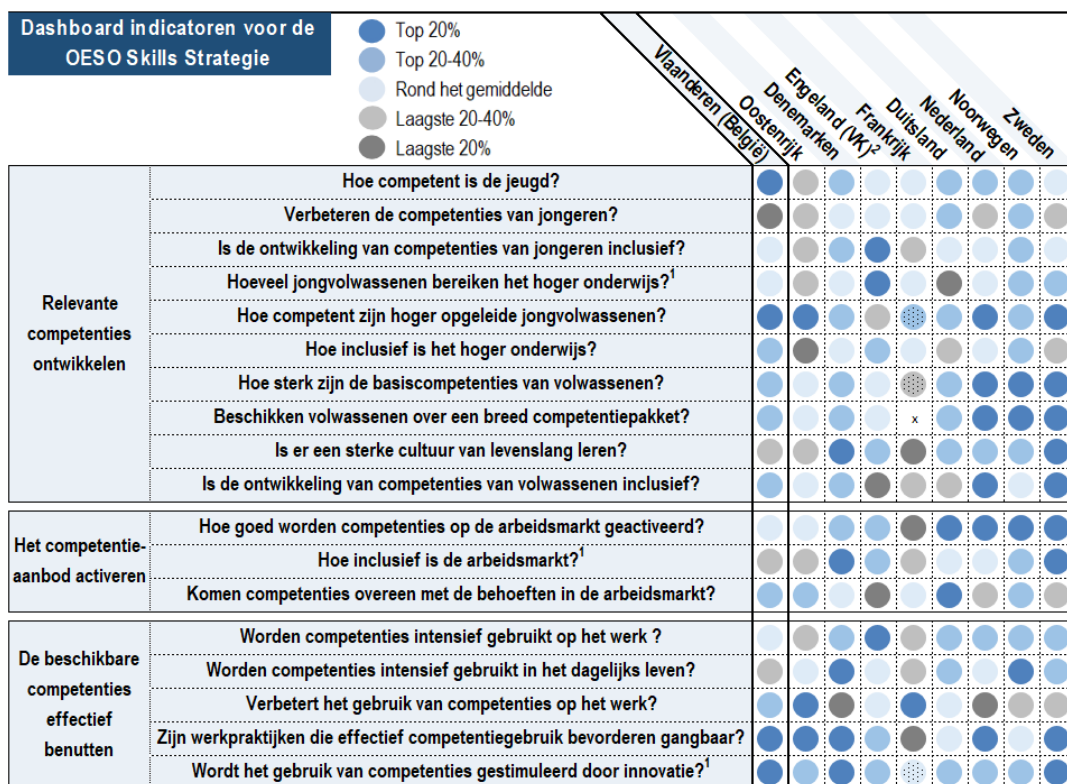 Dashboard indicatoren voor de
OESO Skills Strategie
Top 20%
Top 20-40%
Rond het gemiddelde
Laagste 20-40%
Laagste 20%
Vlaanderen (België)
Oostenrijk
Denemarken
Engeland (VK)²
Frankrijk
Duitsland
Nederland
Noorwegen
Zweden
Relevante
competenties
ontwikkelen
Hoe competent is de jeugd?
Verbeteren de competenties van jongeren?
Is de ontwikkeling van competenties van jongeren inclusief?
Hoeveel jongvolwassenen bereiken het hoger onderwijs?¹
Hoe competent zijn hoger opgeleide jongvolwassenen?
Hoe inclusief is het hoger onderwijs?
Hoe sterk zijn de basiscompetenties van volwassenen?
Beschikken volwassenen over een breed competentiepakket?
x
Is er een sterke cultuur van levenslang leren?
Is de ontwikkeling van competenties van volwassenen inclusief?
Het competentie-
aanbod activeren
Hoe goed worden competenties op de arbeidsmarkt geactiveerd?
Hoe inclusief is de arbeidsmarkt?¹
Komen competenties overeen met de behoeften in de arbeidsmarkt?
De beschikbare
competenties
effectief
benutten
Worden competenties intensief gebruikt op het werk ?
Worden competenties intensief gebruikt in het dagelijks leven?
Verbetert het gebruik van competenties op het werk?
Zijn werkpraktijken die effectief competentiegebruik bevorderen gangbaar?
Wordt het gebruik van competenties gestimuleerd door innovatie?¹